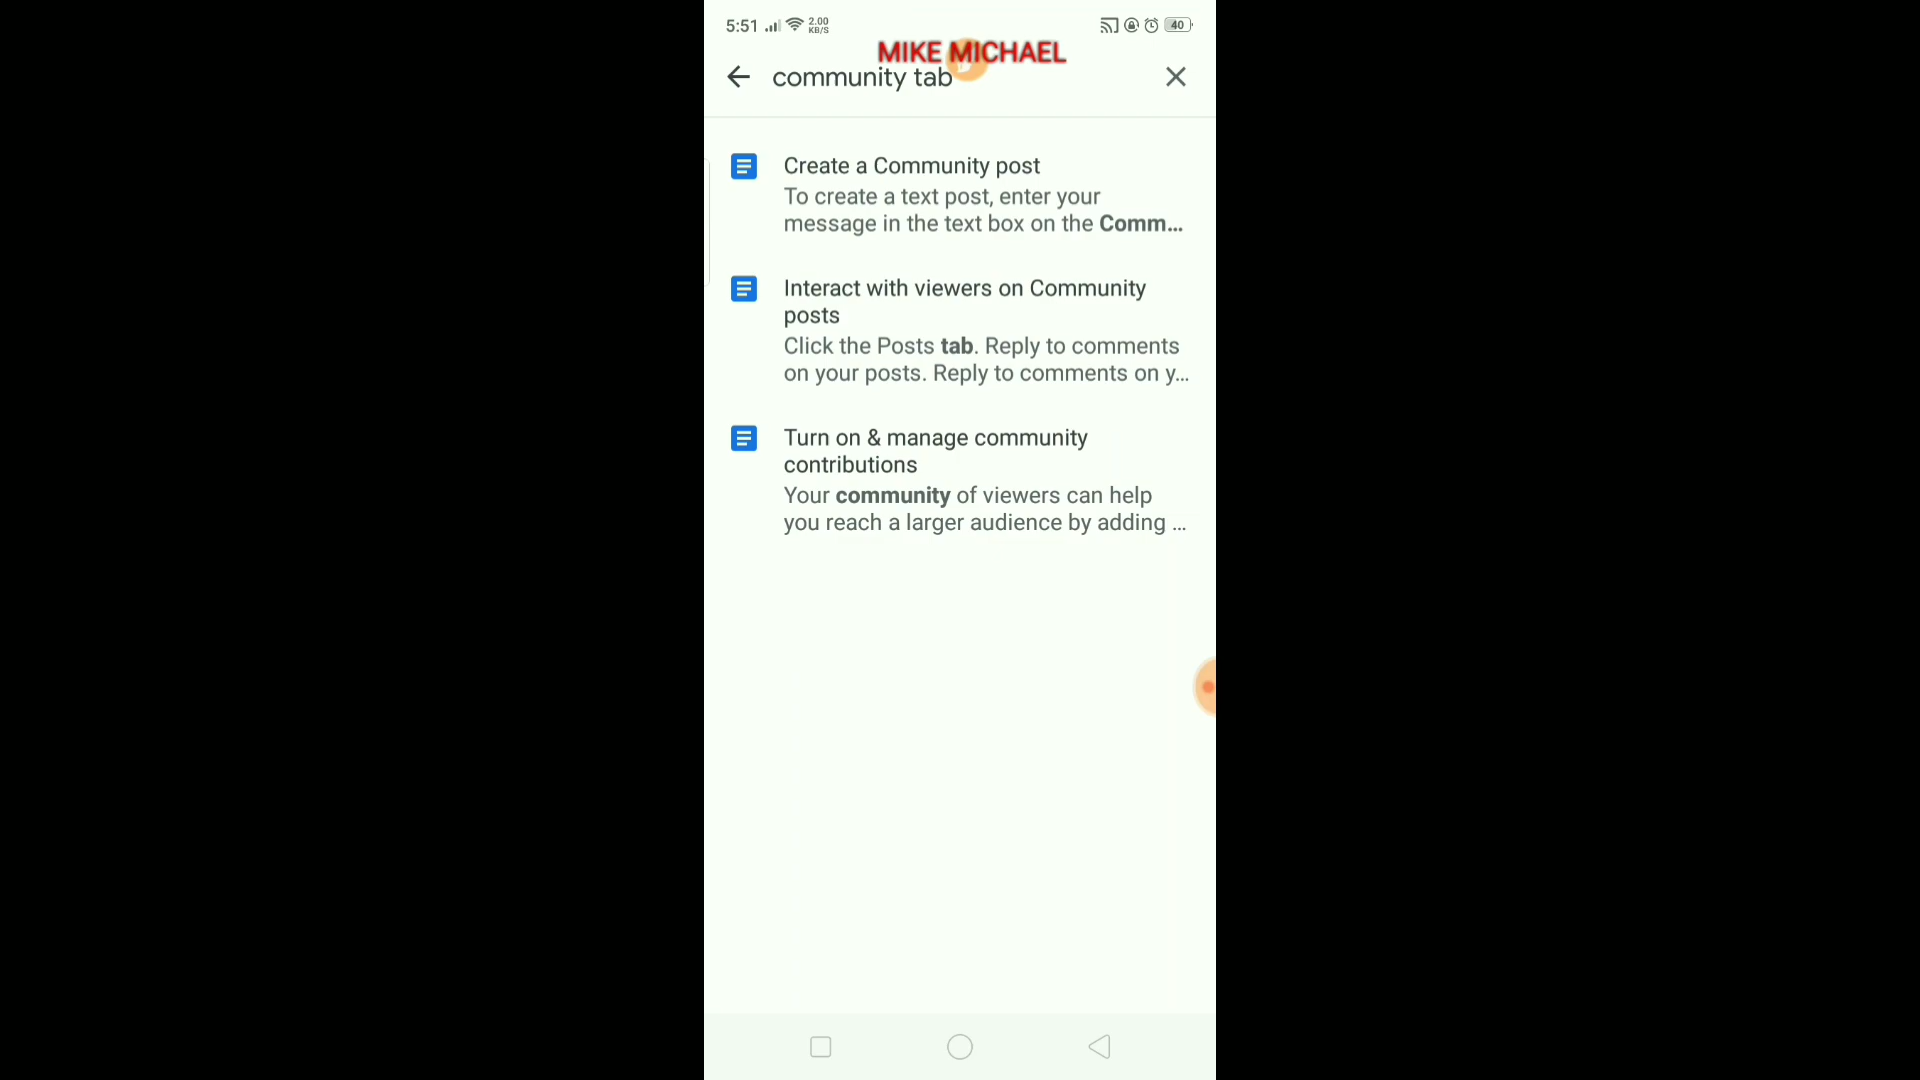 5:51 2.00 KB/S 40
MIKE MICHAEL
community tab
Create a Community post
To create a text post, enter your
message in the text box on the Comm...
Interact with viewers on Community
posts
Click the Posts tab. Reply to comments
on your posts. Reply to comments on y...
Turn on & manage community
contributions
Your community of viewers can help
you reach a larger audience by adding ...